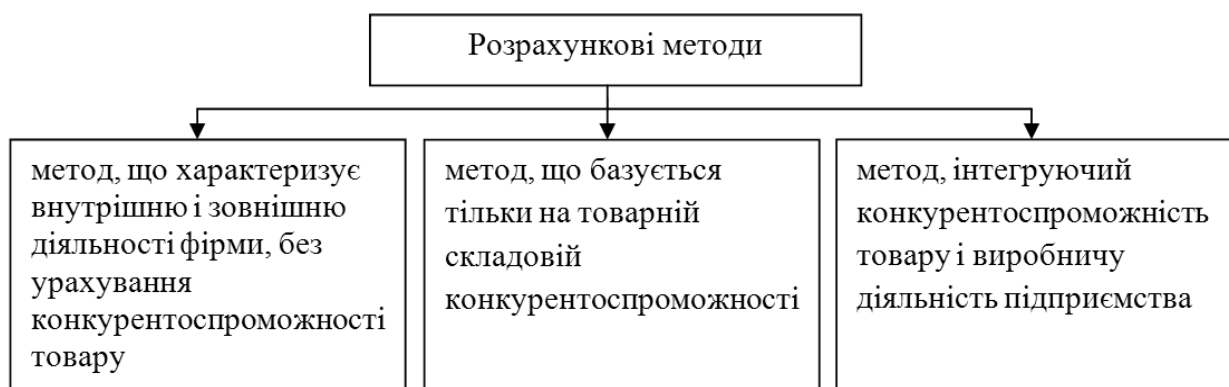 Розрахункові методи
метод, що характеризує
внутрішню і зовнішню
діяльності фірми, без
урахування
конкурентоспроможності
товару
метод, що базується
тільки на товарній
складовій
конкурентоспроможності
метод, інтегруючий
конкурентоспроможність
товару і виробничу
діяльність підприємства